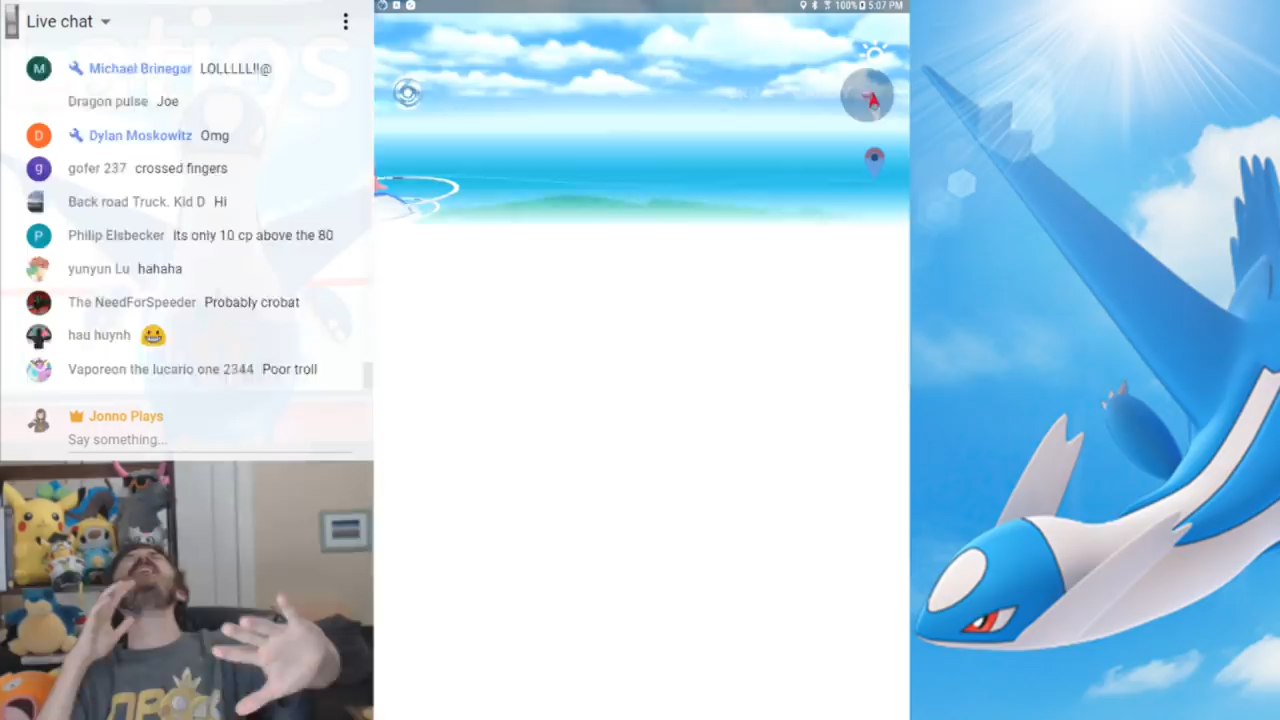 Live chat
Michael Brinegar LOLLLLL!!@
Dragon pulse Joe
Dylan Moskowitz Omg
gofer 237 crossed fingers
Back road Truck. Kid D Hi
Philip Elsbecker Its only 10 cp above the 80
yunyun Lu hahaha
The NeedForSpeeder Probably crobat
hau huynh
Vaporeon the lucario one 2344 Poor troll
Jonno Plays
Say something...
100% 5:07 PM
M
D
g
P